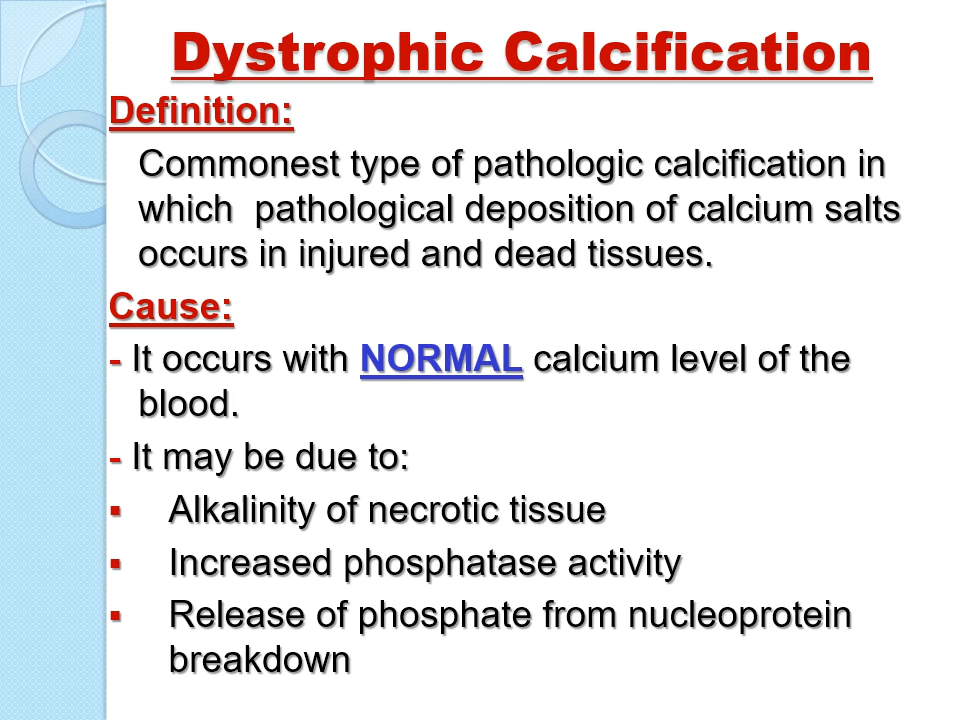 Dystrophic Calcification
Definition:
Commonest type of pathologic calcification in
which  pathological deposition of calcium salts
occurs in injured and dead tissues.
Cause:
- It occurs with NORMAL calcium level of the
blood.
- It may be due to:
▪ Alkalinity of necrotic tissue
▪ Increased phosphatase activity
▪ Release of phosphate from nucleoprotein
breakdown